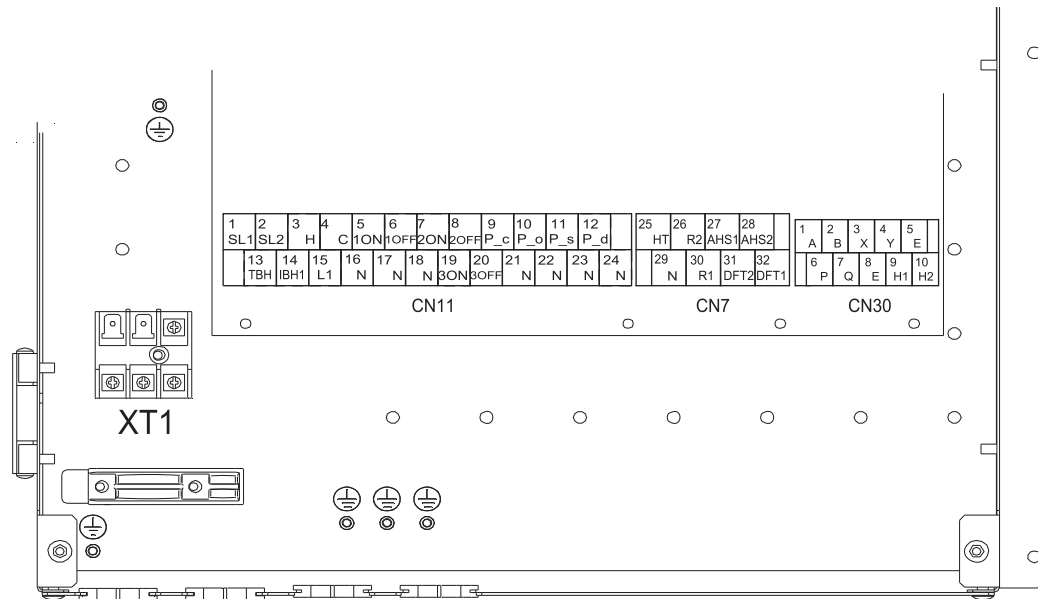 1 2 3 4 5 6 7 8 9 10 11 12
SL1 SL2 H C 1ON 1OFF 2ON 2OFF P_c P_o P_s P_d
13 14 15 16 17 18 19 20 21 22 23 24
TBH IBH1 L1 N N N 3ON 3OFF N N N N
CN11
25 26 27 28
HT R2 AHS1 AHS2
29 30 31 32
N R1 DFT2 DFT1
CN7
1 2 3 4 5
A B X Y E
6 7 8 9 10
P Q E H1 H2
CN30
XT1